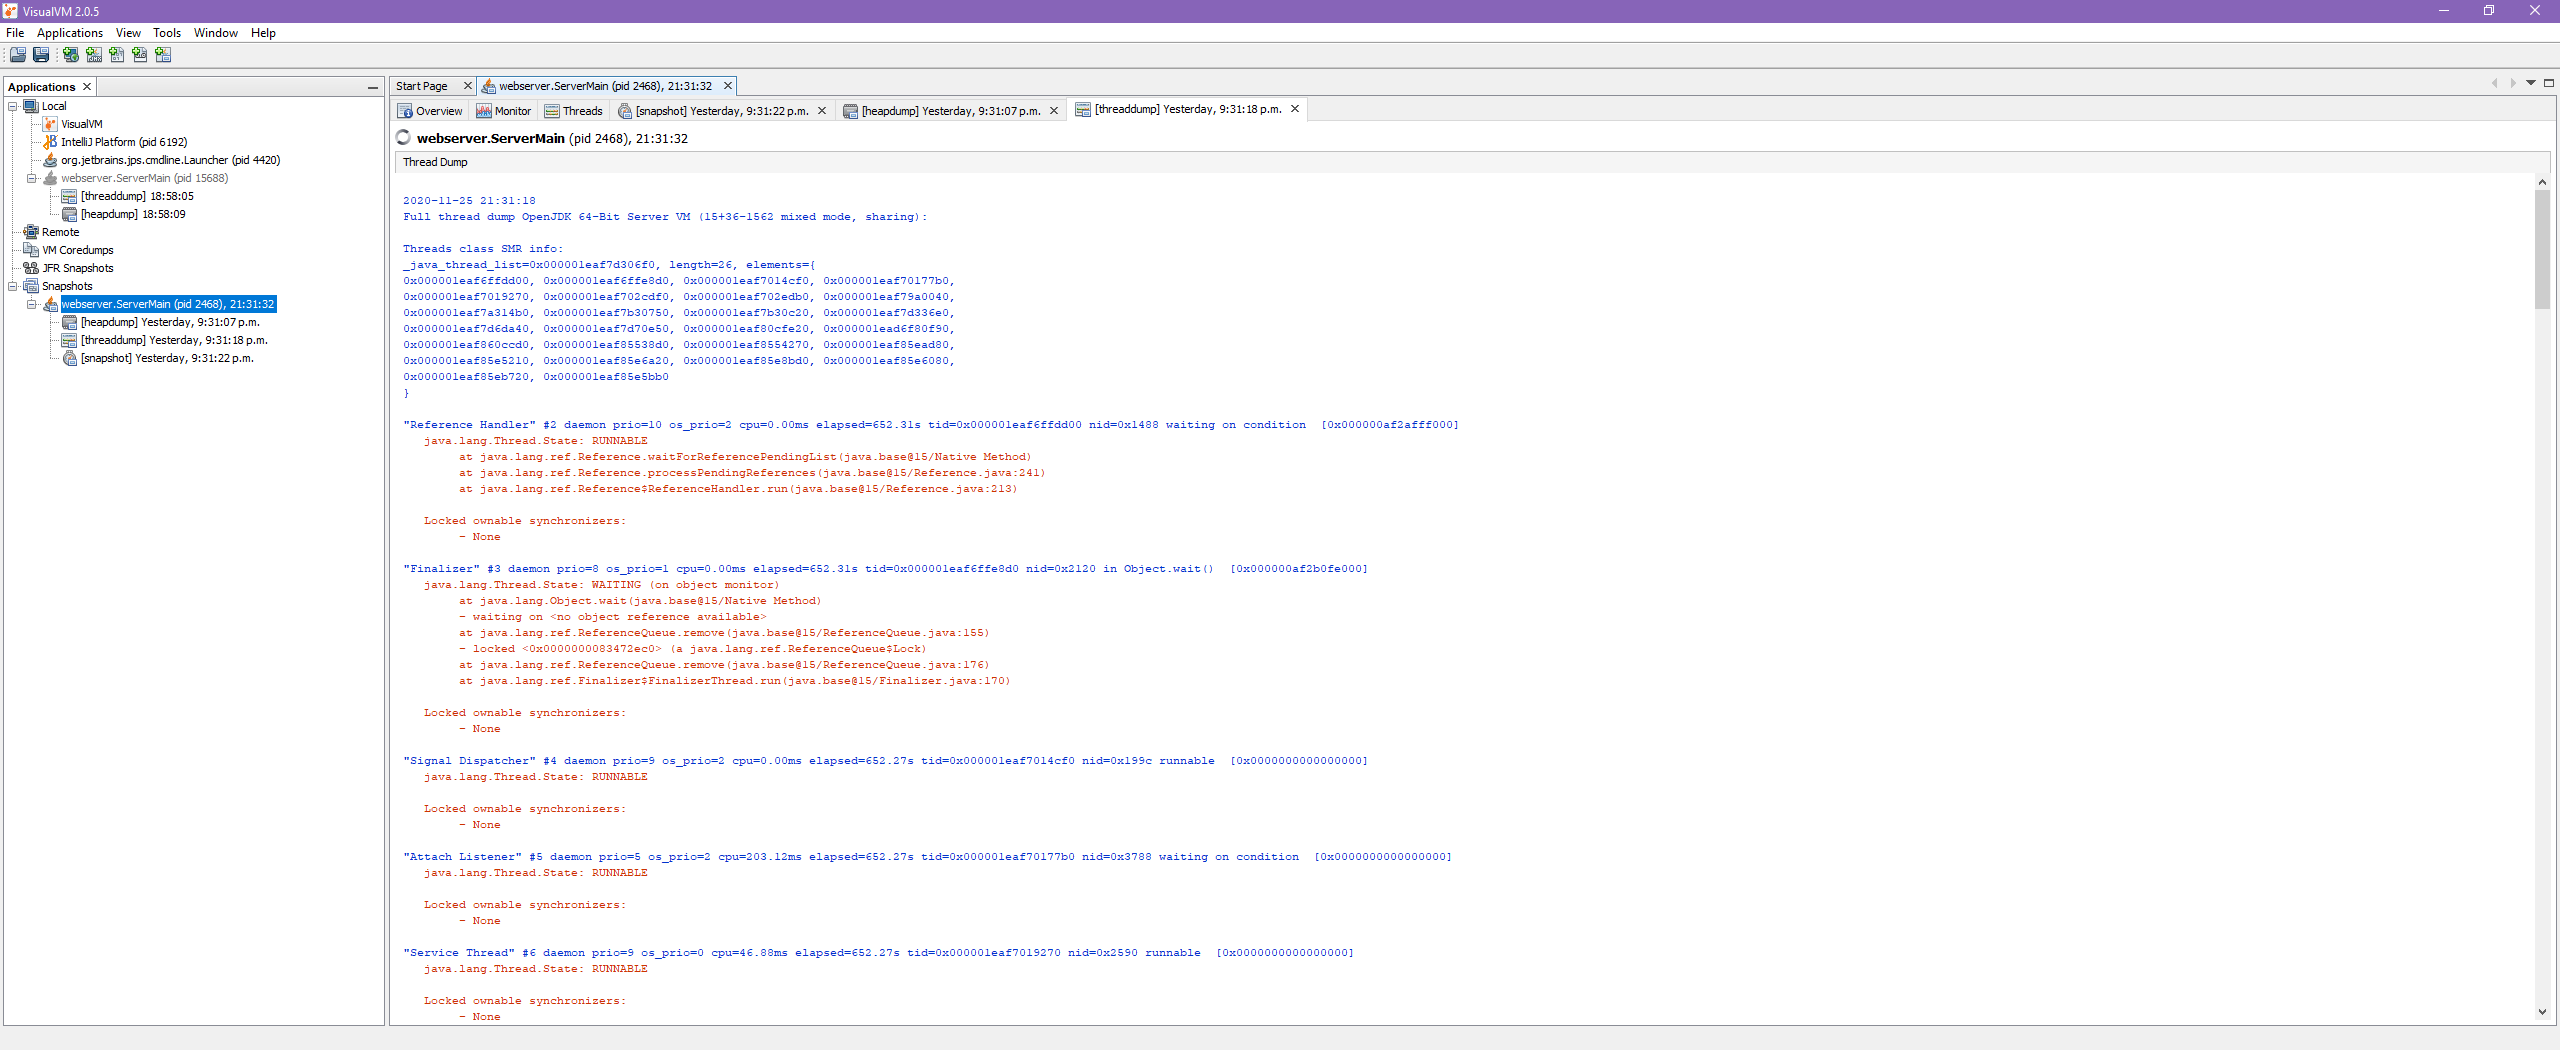 VisualVM 2.0.5
File Applications View Tools Window Help
Applications
Local
VisualVM
IntelliJ Platform (pid 6192)
org.jetbrains.jps.cmdline.Launcher (pid 4420)
webserver.ServerMain (pid 15688)
[threaddump] 18:58:05
[heapdump] 18:58:09
Remote
VM Coredumps
JFR Snapshots
Snapshots
webserver.ServerMain (pid 2468), 21:31:32
[heapdump] Yesterday, 9:31:07 p.m.
[threaddump] Yesterday, 9:31:18 p.m.
[snapshot] Yesterday, 9:31:22 p.m.
Start Page webserver.ServerMain (pid 2468), 21:31:32
Overview Monitor Threads [snapshot] Yesterday, 9:31:22 p.m. [heapdump] Yesterday, 9:31:07 p.m. [threaddump] Yesterday, 9:31:18 p.m.
webserver.ServerMain (pid 2468), 21:31:32
Thread Dump
2020-11-25 21:31:18
Full thread dump OpenJDK 64-Bit Server VM (15+36-1562 mixed mode, sharing):
Threads class SMR info:
_java_thread_list=0x000001eaf7d306f0, length=26, elements={
0x000001eaf6ffdd00, 0x000001eaf6ffe8d0, 0x000001eaf7014cf0, 0x000001eaf70177b0,
0x000001eaf7019270, 0x000001eaf702cdf0, 0x000001eaf702edb0, 0x000001eaf79a0040,
0x000001eaf7a314b0, 0x000001eaf7b30750, 0x000001eaf7b30c20, 0x000001eaf7d336e0,
0x000001eaf7d6da40, 0x000001eaf7d70e50, 0x000001eaf80cfe20, 0x000001ead6f80f90,
0x000001eaf860ccd0, 0x000001eaf85538d0, 0x000001eaf8554270, 0x000001eaf85ead80,
0x000001eaf85e5210, 0x000001eaf85e6a20, 0x000001eaf85e8bd0, 0x000001eaf85e6080,
0x000001eaf85eb720, 0x000001eaf85e5bb0
}
"Reference Handler" #2 daemon prio=10 os_prio=2 cpu=0.00ms elapsed=652.31s tid=0x000001eaf6ffdd00 nid=0x1488 waiting on condition [0x000000af2afff000]
java.lang.Thread.State: RUNNABLE
at java.lang.ref.Reference.waitForReferencePendingList(java.base@15/Native Method)
at java.lang.ref.Reference.processPendingReferences(java.base@15/Reference.java:241)
at java.lang.ref.Reference$ReferenceHandler.run(java.base@15/Reference.java:213)
Locked ownable synchronizers:
- None
"Finalizer" #3 daemon prio=8 os_prio=1 cpu=0.00ms elapsed=652.31s tid=0x000001eaf6ffe8d0 nid=0x2120 in Object.wait() [0x000000af2b0fe000]
java.lang.Thread.State: WAITING (on object monitor)
at java.lang.Object.wait(java.base@15/Native Method)
- waiting on <no object reference available>
at java.lang.ref.ReferenceQueue.remove(java.base@15/ReferenceQueue.java:155)
- locked <0x0000000083472ec0> (a java.lang.ref.ReferenceQueue$Lock)
at java.lang.ref.ReferenceQueue.remove(java.base@15/ReferenceQueue.java:176)
at java.lang.ref.Finalizer$FinalizerThread.run(java.base@15/Finalizer.java:170)
Locked ownable synchronizers:
- None
"Signal Dispatcher" #4 daemon prio=9 os_prio=2 cpu=0.00ms elapsed=652.27s tid=0x000001eaf7014cf0 nid=0x199c runnable [0x0000000000000000]
java.lang.Thread.State: RUNNABLE
Locked ownable synchronizers:
- None
"Attach Listener" #5 daemon prio=5 os_prio=2 cpu=203.12ms elapsed=652.27s tid=0x000001eaf70177b0 nid=0x3788 waiting on condition [0x0000000000000000]
java.lang.Thread.State: RUNNABLE
Locked ownable synchronizers:
- None
"Service Thread" #6 daemon prio=9 os_prio=0 cpu=46.88ms elapsed=652.27s tid=0x000001eaf7019270 nid=0x2590 runnable [0x0000000000000000]
java.lang.Thread.State: RUNNABLE
Locked ownable synchronizers:
- None